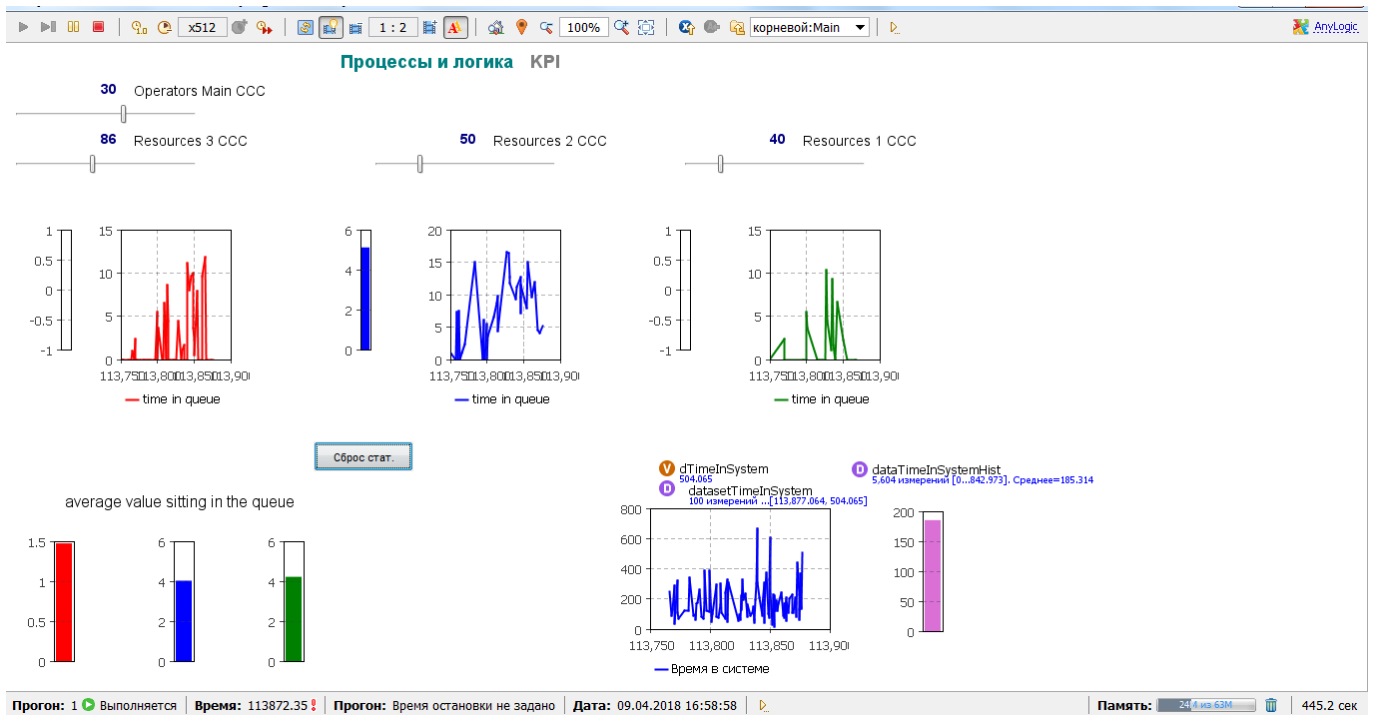 x512 1 : 2 100% корневой:Main AnyLogic
Процессы и логика KPI
30 Operators Main CCC
86 Resources 3 CCC 50 Resources 2 CCC 40 Resources 1 CCC
1 15 6 20 1 15
0.5 10 4 15 0.5 10
0 10 0
-0.5 5 2 5 -0.5 5
-1 0 0 0 -1 0
113,750 113,800 113,850 113,900 113,750 113,800 113,850 113,900 113,750 113,800 113,850 113,900
time in queue time in queue time in queue
Сброс стат.
dTimeInSystem dataTimeInSystemHist
504.065 5,604 измерений [0...842.973]. Среднее=185.314
datasetTimeInSystem
100 измерений ...[113,877.064, 504.065]
average value sitting in the queue
800 200
1.5 6 6 600 150
1 4 4 400 100
0.5 2 2 200 50
0 0 0 0 0
113,750 113,800 113,850 113,900
Время в системе
Прогон: 1 Выполняется Время: 113872.35 Прогон: Время остановки не задано Дата: 09.04.2018 16:58:58 Память: 24M из 63M 445.2 сек